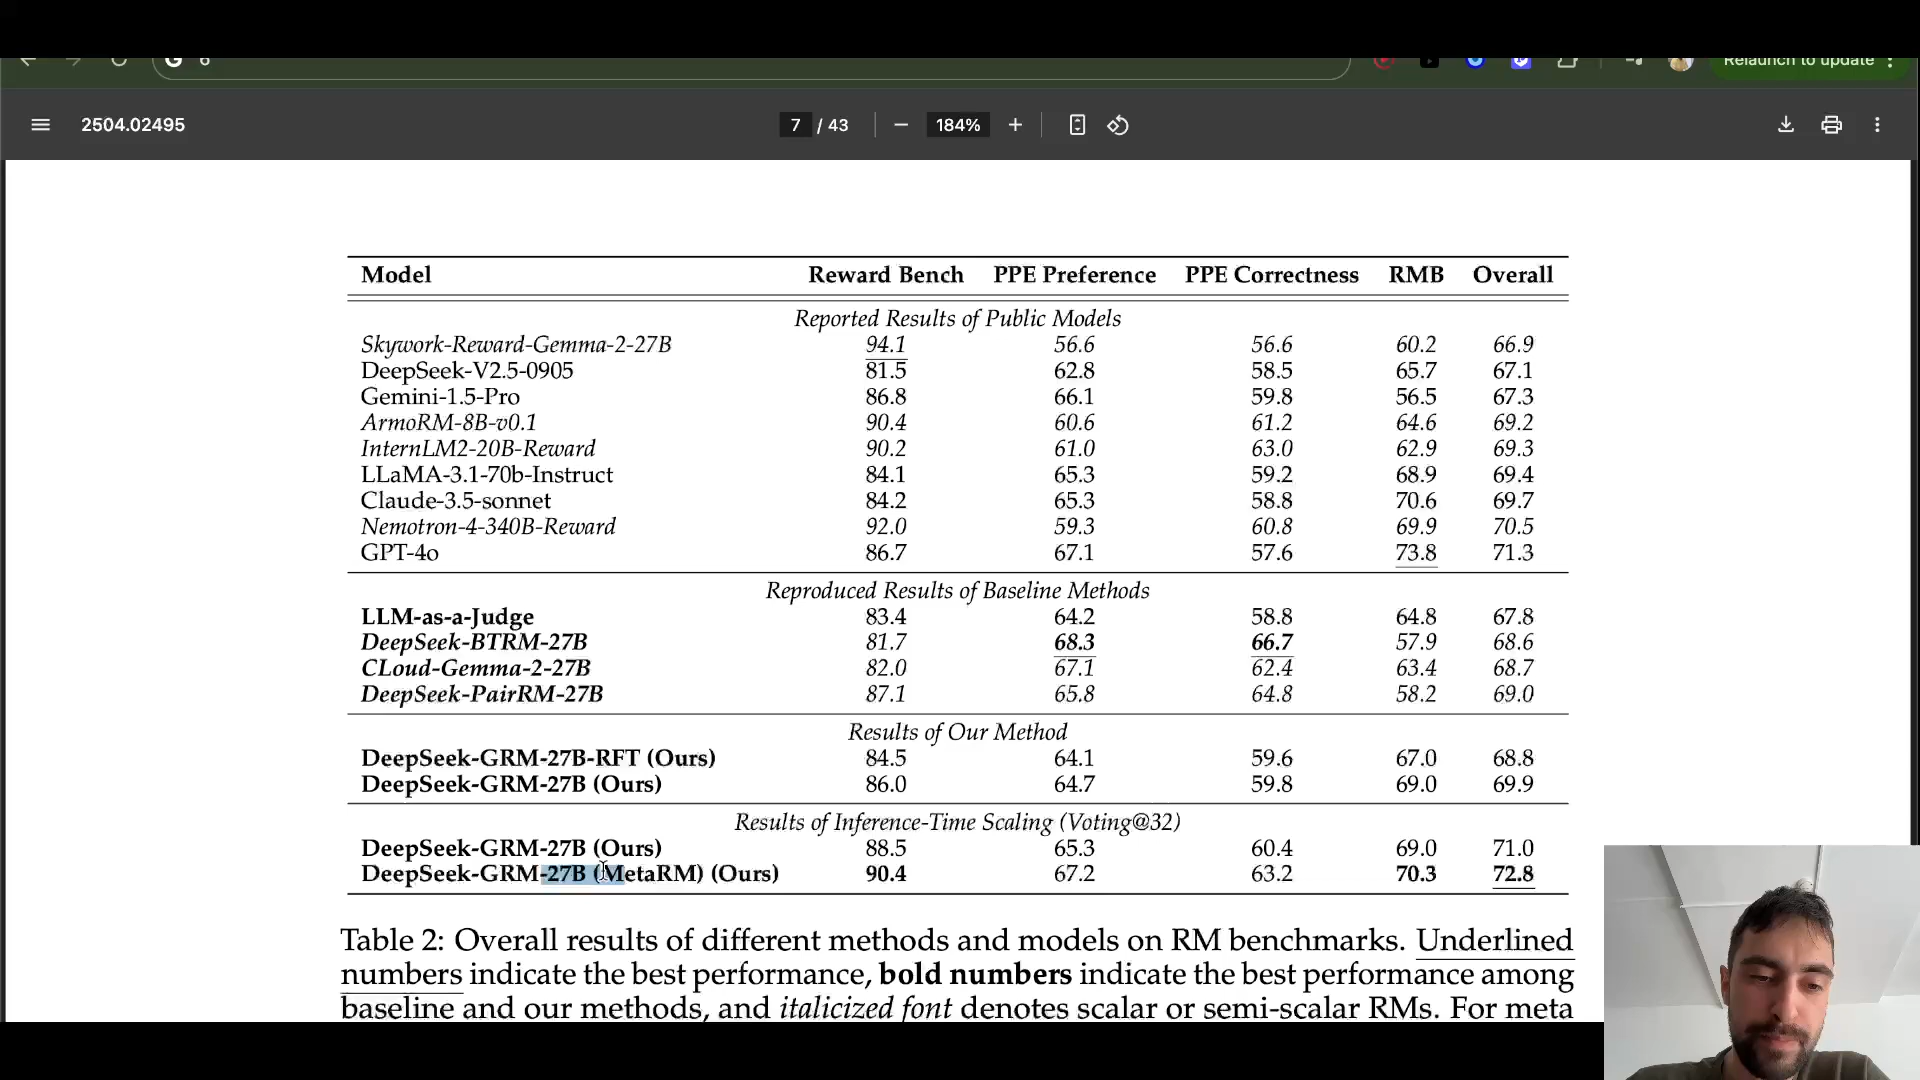 G 6
Relaunch to update
2504.02495
7 / 43
184%
Model Reward Bench PPE Preference PPE Correctness RMB Overall
Reported Results of Public Models
Skywork-Reward-Gemma-2-27B 94.1 56.6 56.6 60.2 66.9
DeepSeek-V2.5-0905 81.5 62.8 58.5 65.7 67.1
Gemini-1.5-Pro 86.8 66.1 59.8 56.5 67.3
ArmoRM-8B-v0.1 90.4 60.6 61.2 64.6 69.2
InternLM2-20B-Reward 90.2 61.0 63.0 62.9 69.3
LLaMA-3.1-70b-Instruct 84.1 65.3 59.2 68.9 69.4
Claude-3.5-sonnet 84.2 65.3 58.8 70.6 69.7
Nemotron-4-340B-Reward 92.0 59.3 60.8 69.9 70.5
GPT-4o 86.7 67.1 57.6 73.8 71.3
Reproduced Results of Baseline Methods
LLM-as-a-Judge 83.4 64.2 58.8 64.8 67.8
DeepSeek-BTRM-27B 81.7 68.3 66.7 57.9 68.6
CLoud-Gemma-2-27B 82.0 67.1 62.4 63.4 68.7
DeepSeek-PairRM-27B 87.1 65.8 64.8 58.2 69.0
Results of Our Method
DeepSeek-GRM-27B-RFT (Ours) 84.5 64.1 59.6 67.0 68.8
DeepSeek-GRM-27B (Ours) 86.0 64.7 59.8 69.0 69.9
Results of Inference-Time Scaling (Voting@32)
DeepSeek-GRM-27B (Ours) 88.5 65.3 60.4 69.0 71.0
DeepSeek-GRM-27B (MetaRM) (Ours) 90.4 67.2 63.2 70.3 72.8
Table 2: Overall results of different methods and models on RM benchmarks. Underlined
numbers indicate the best performance, bold numbers indicate the best performance among
baseline and our methods, and italicized font denotes scalar or semi-scalar RMs. For meta